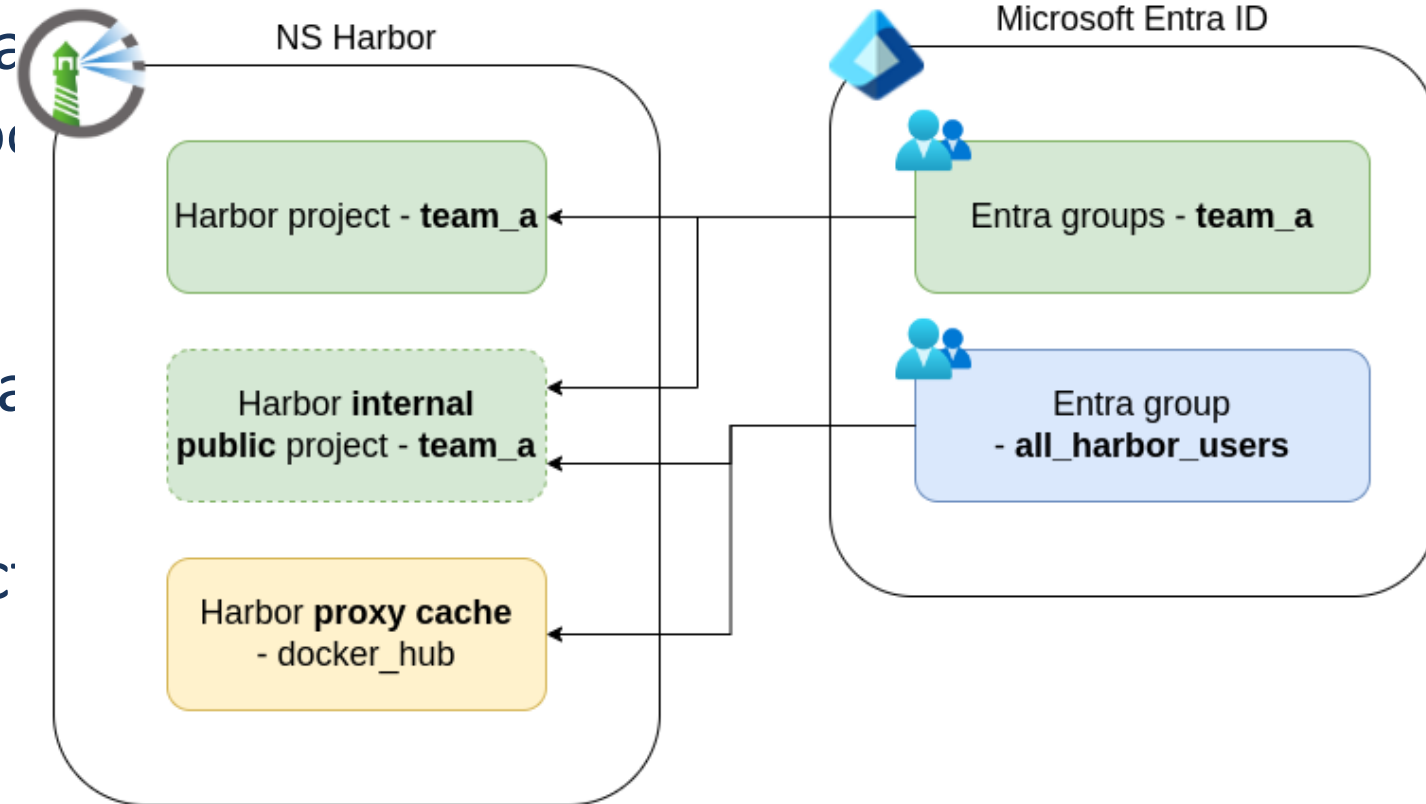 NS Harbor
Microsoft Entra ID
Harbor project - team_a
Entra groups - team_a
Harbor internal
public project - team_a
Entra group
- all_harbor_users
Harbor proxy cache
- docker_hub